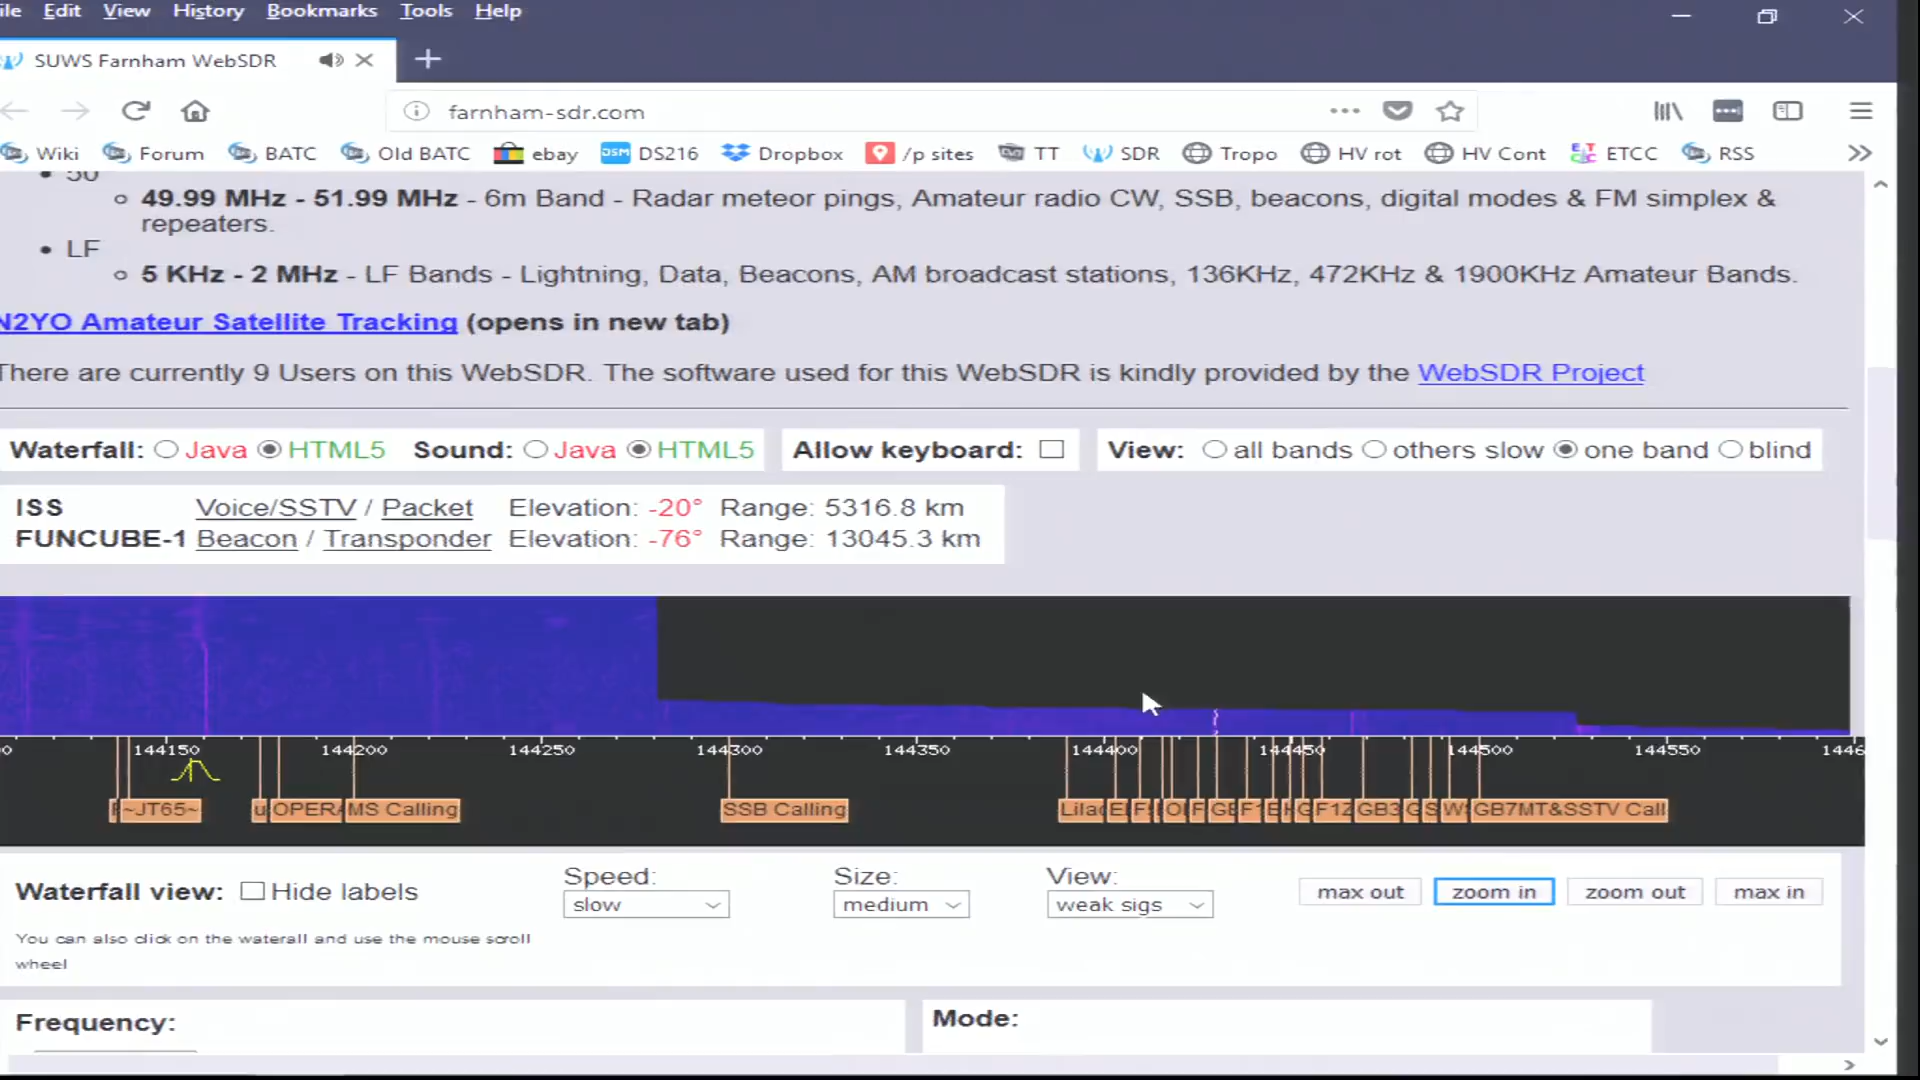 Edit View History Bookmarks Tools Help
SUWS Farnham WebSDR
farnham-sdr.com
Wiki Forum BATC Old BATC ebay DS216 Dropbox /p sites TT SDR Tropo HV rot HV Cont ETCC RSS
50
49.99 MHz - 51.99 MHz - 6m Band - Radar meteor pings, Amateur radio CW, SSB, beacons, digital modes & FM simplex &
repeaters.
LF
5 KHz - 2 MHz - LF Bands - Lightning, Data, Beacons, AM broadcast stations, 136KHz, 472KHz & 1900KHz Amateur Bands.
N2YO Amateur Satellite Tracking (opens in new tab)
There are currently 9 Users on this WebSDR. The software used for this WebSDR is kindly provided by the WebSDR Project
Waterfall: Java HTML5 Sound: Java HTML5 Allow keyboard: View: all bands others slow one band blind
ISS Voice/SSTV / Packet Elevation: -20° Range: 5316.8 km
FUNCUBE-1 Beacon / Transponder Elevation: -76° Range: 13045.3 km
144150 144200 144250 144300 144350 144400 144450 144500 144550 1446
~JT65~ OPERA MS Calling SSB Calling Lilac GB3 GB7MT&SSTV Call
Speed: Size: View:
Waterfall view: Hide labels slow medium weak sigs max out zoom in zoom out max in
You can also click on the waterall and use the mouse scroll
wheel
Frequency: Mode: